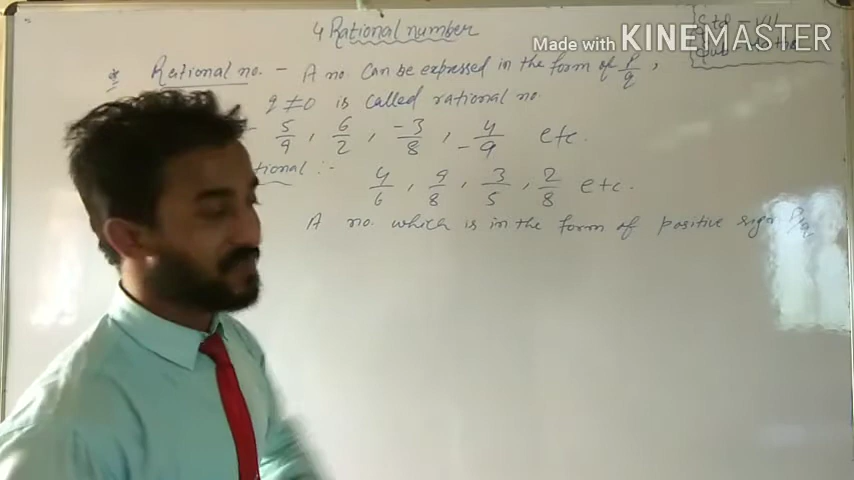 4 Rational number
Std - VII
Made with KINEMASTER
* Rational no. - A no. can be expressed in the form of P/q,
q ≠ 0 is called rational no.
5/9, 6/2, -3/8, 4/-9 etc.
tional :-
4/6, 9/8, 3/5, 2/8 etc.
A no. which is in the form of positive sign P/q